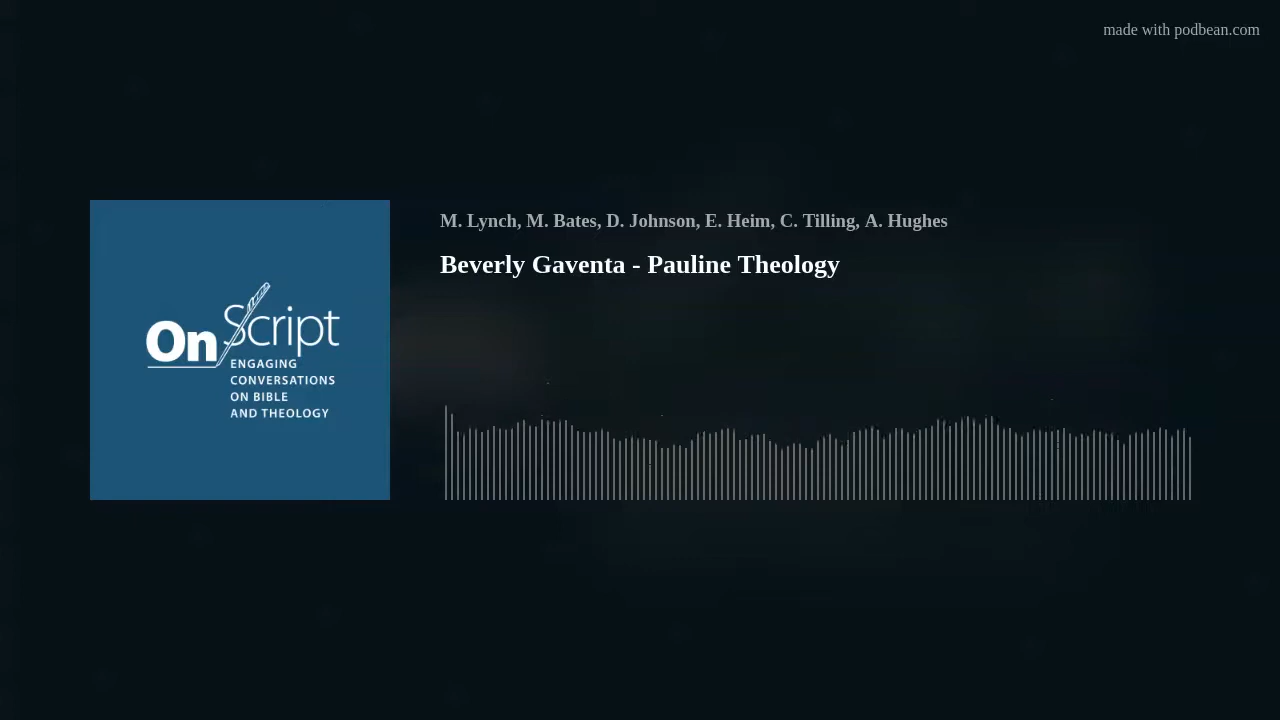 made with podbean.com
M. Lynch, M. Bates, D. Johnson, E. Heim, C. Tilling, A. Hughes
Beverly Gaventa - Pauline Theology
OnScript
ENGAGING
CONVERSATIONS
ON BIBLE
AND THEOLOGY